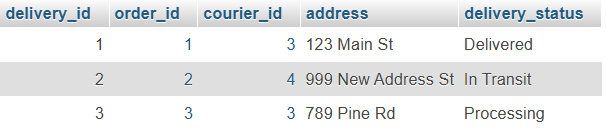 delivery_id order_id courier_id address delivery_status
1 1 3 123 Main St Delivered
2 2 4 999 New Address St In Transit
3 3 3 789 Pine Rd Processing